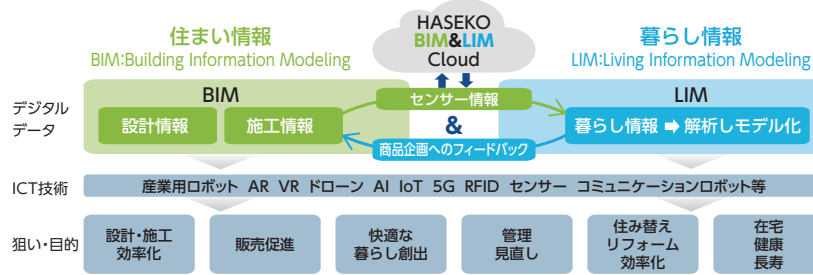 住まい情報
BIM:Building Information Modeling
HASEKO
BIM&LIM
Cloud
暮らし情報
LIM:Living Information Modeling
デジタル
データ
BIM
設計情報
施工情報
センサー情報
&
商品企画へのフィードバック
LIM
暮らし情報 ➡ 解析しモデル化
ICT技術
産業用ロボット AR VR ドローン AI IoT 5G RFID センサー コミュニケーションロボット等
狙い・目的
設計・施工
効率化
販売促進
快適な
暮らし創出
管理
見直し
住み替え
リフォーム
効率化
在宅
健康
長寿